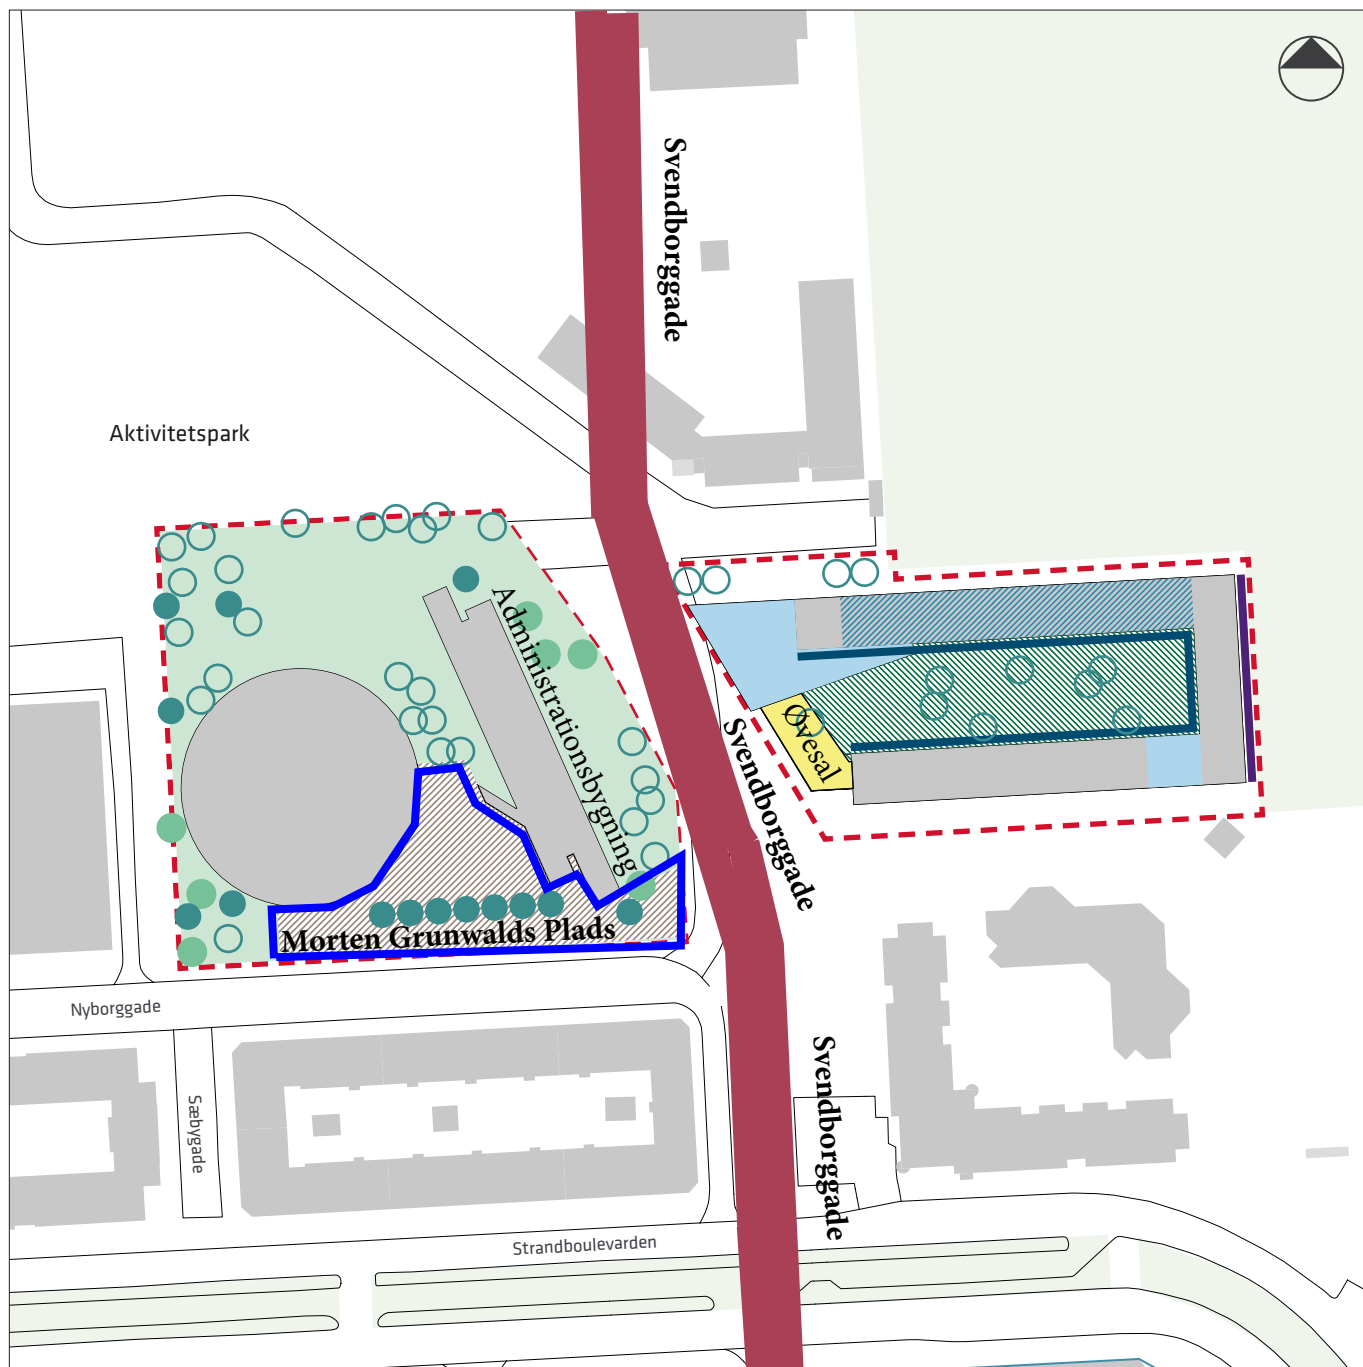 Svendborggade
Aktivitetspark
Administrationsbygning
Øvesal
Svendborggade
Morten Grunwalds Plads
Nyborggade
Sæbygade
Svendborggade
Strandboulevarden